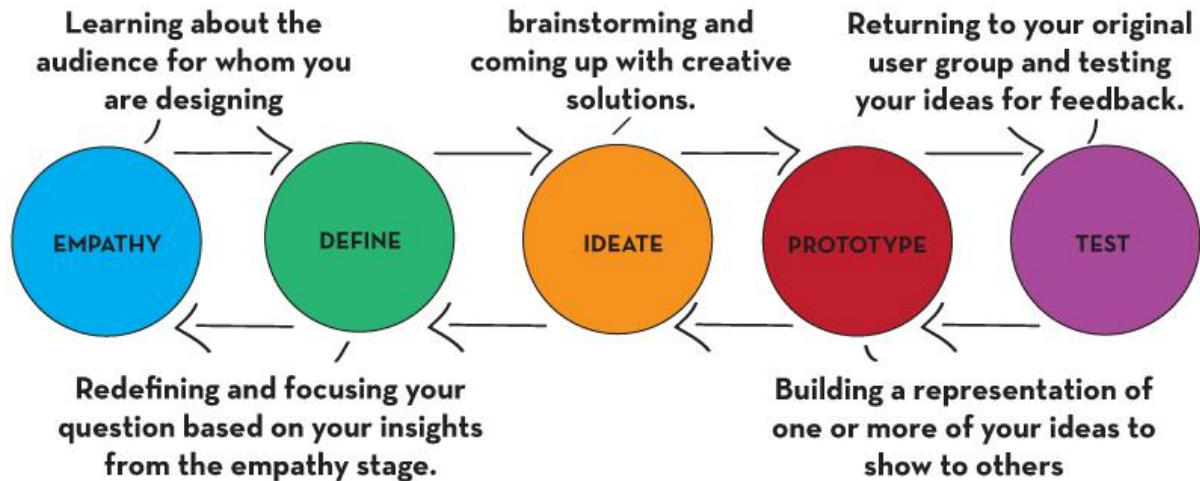 Learning about the
audience for whom you
are designing
brainstorming and
coming up with creative
solutions.
Returning to your original
user group and testing
your ideas for feedback.
EMPATHY
DEFINE
IDEATE
PROTOTYPE
TEST
Redefining and focusing your
question based on your insights
from the empathy stage.
Building a representation of
one or more of your ideas to
show to others